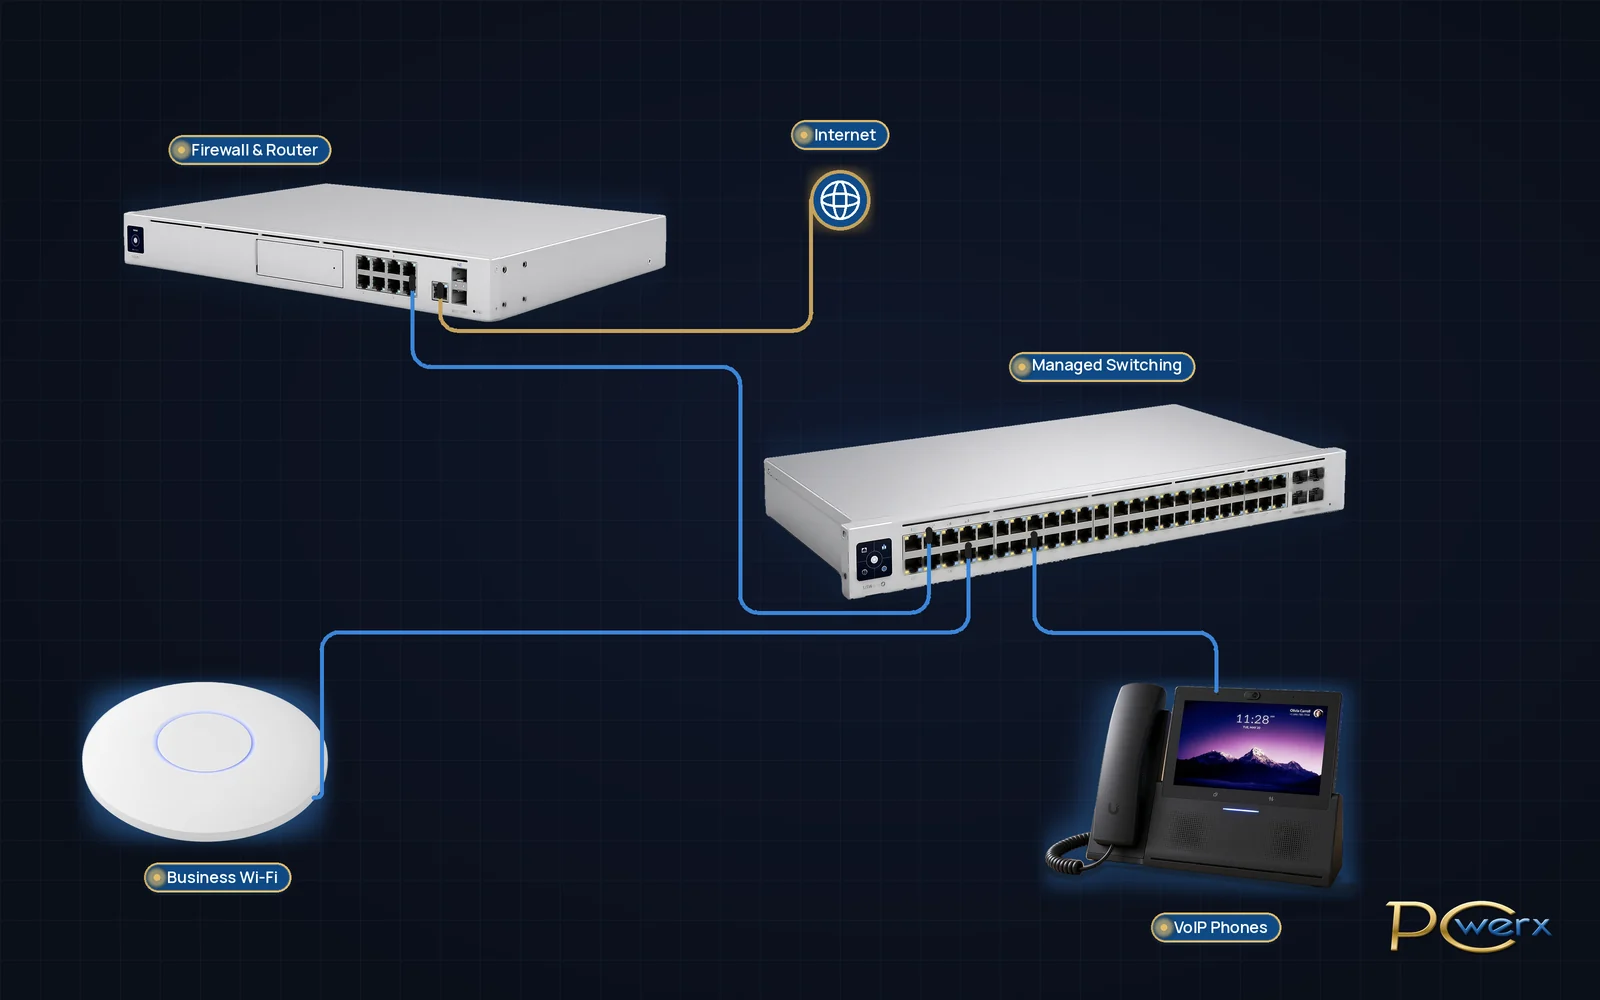 Internet
Firewall & Router
Managed Switching
11:28
Business Wi-Fi
VoIP Phones
PCwerx